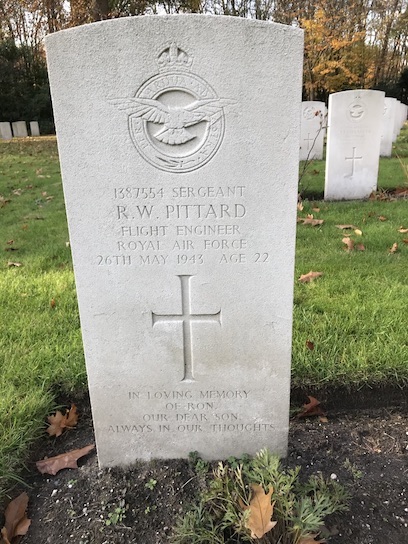 1387554 SERGEANT
R.W. PITTARD
FLIGHT ENGINEER
ROYAL AIR FORCE
26TH MAY 1943 AGE 22
IN LOVING MEMORY
OF RON,
OUR DEAR SON.
ALWAYS IN OUR THOUGHTS